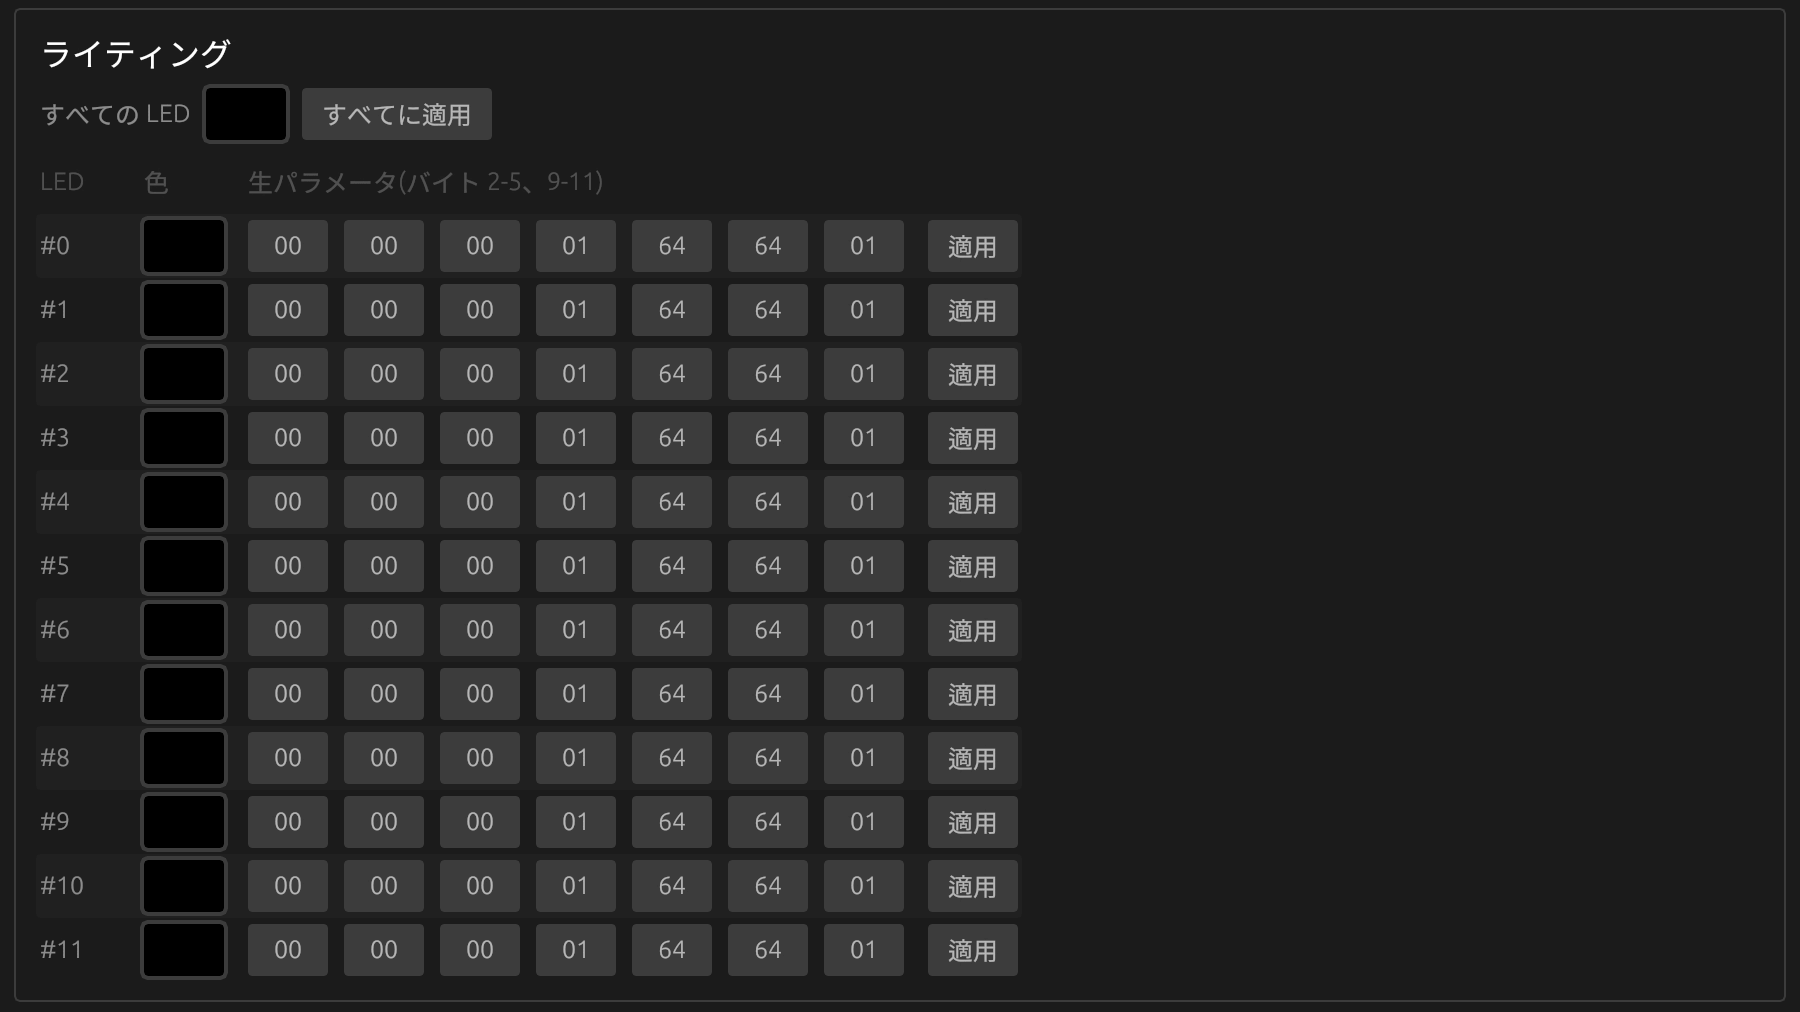 ライティング
すべての LED すべてに適用
LED 色 生パラメータ(バイト 2-5、9-11)
#0 00 00 00 01 64 64 01 適用
#1 00 00 00 01 64 64 01 適用
#2 00 00 00 01 64 64 01 適用
#3 00 00 00 01 64 64 01 適用
#4 00 00 00 01 64 64 01 適用
#5 00 00 00 01 64 64 01 適用
#6 00 00 00 01 64 64 01 適用
#7 00 00 00 01 64 64 01 適用
#8 00 00 00 01 64 64 01 適用
#9 00 00 00 01 64 64 01 適用
#10 00 00 00 01 64 64 01 適用
#11 00 00 00 01 64 64 01 適用